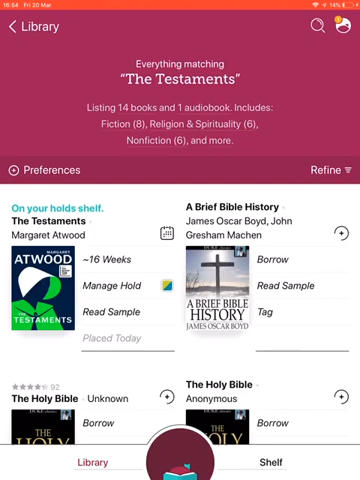 16:54 Fri 20 Mar
14%
Library
Everything matching
“The Testaments”
Listing 14 books and 1 audiobook. Includes:
Fiction (8), Religion & Spirituality (6),
Nonfiction (6), and more.
Preferences
Refine
On your holds shelf.
The Testaments
Margaret Atwood
MARGARET
ATWOOD
THE
TESTAMENTS
~16 Weeks
Manage Hold
Read Sample
Placed Today
A Brief Bible History
James Oscar Boyd, John
Gresham Machen
A BRIEF BIBLE
HISTORY
JAMES OSCAR BOYD
Borrow
Read Sample
Tag
92
The Holy Bible · Unknown
THE
HOLY
Borrow
The Holy Bible
Anonymous
THE
HOLY
Borrow
Library
Shelf